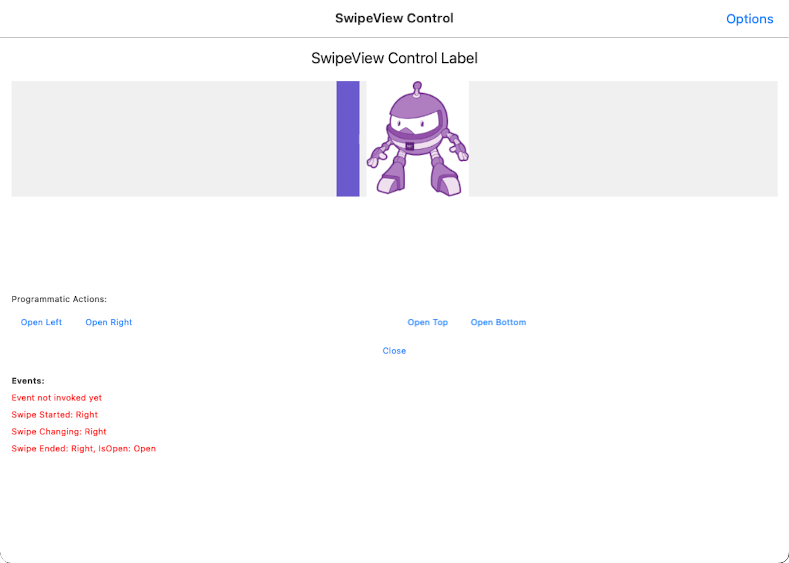 SwipeView Control
Options
SwipeView Control Label
Programmatic Actions:
Open Left
Open Right
Open Top
Open Bottom
Close
Events:
Event not invoked yet
Swipe Started: Right
Swipe Changing: Right
Swipe Ended: Right, IsOpen: Open